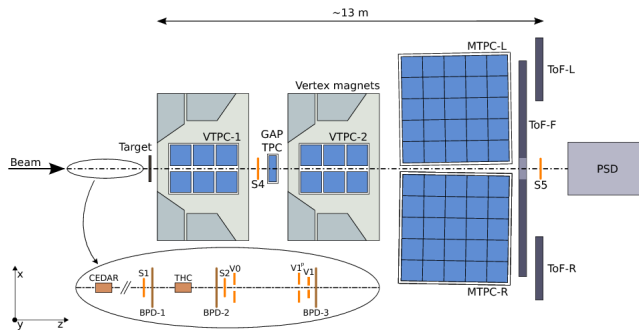 ~13 m
MTPC-L
ToF-L
Vertex magnets
ToF-F
GAP
TPC
VTPC-1
VTPC-2
Target
Beam
S4
S5
PSD
x
y
z
CEDAR
S1
THC
S2
V0
V1ᵖ
V1
BPD-1
BPD-2
BPD-3
MTPC-R
ToF-R